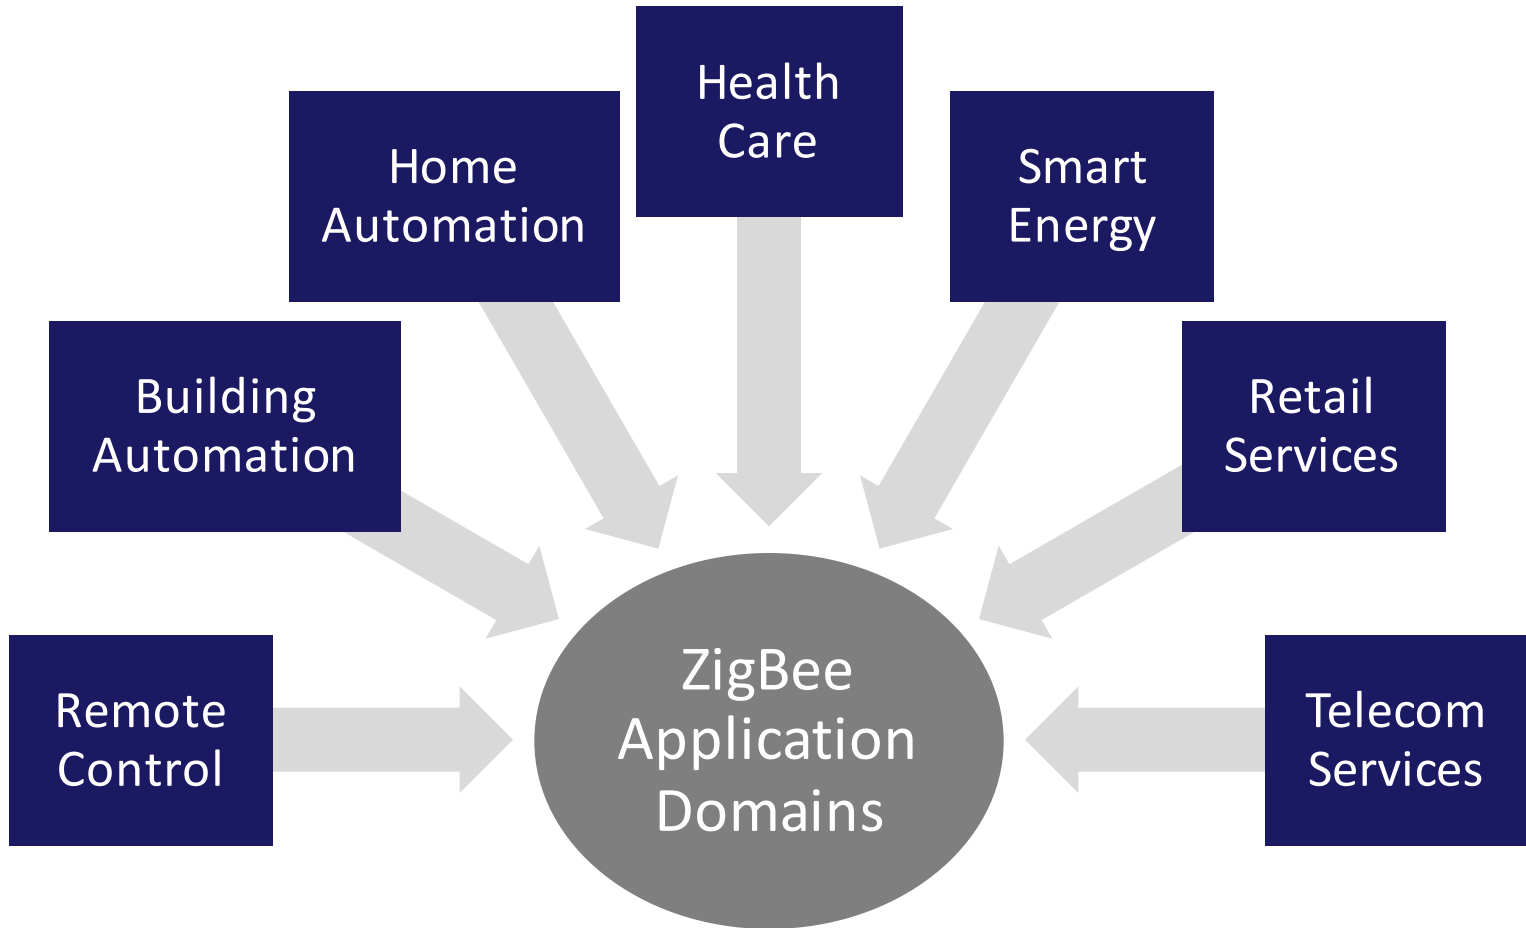 Health
Care
Home
Automation
Smart
Energy
Building
Automation
Retail
Services
Remote
Control
ZigBee
Application
Domains
Telecom
Services